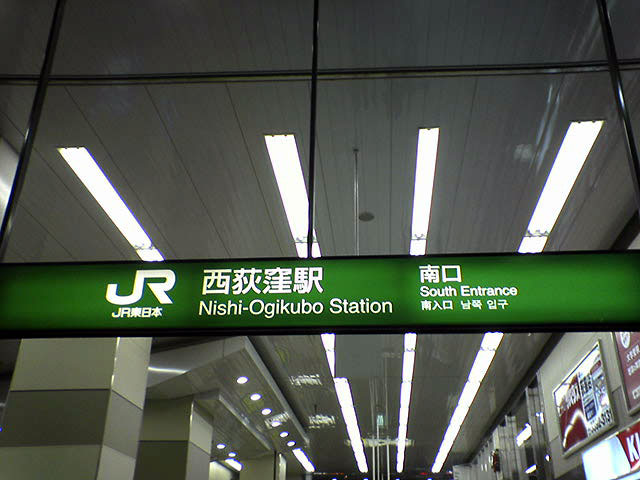 JR
JR東日本
西荻窪駅
Nishi-Ogikubo Station
南口
South Entrance
南入口 남쪽 입구